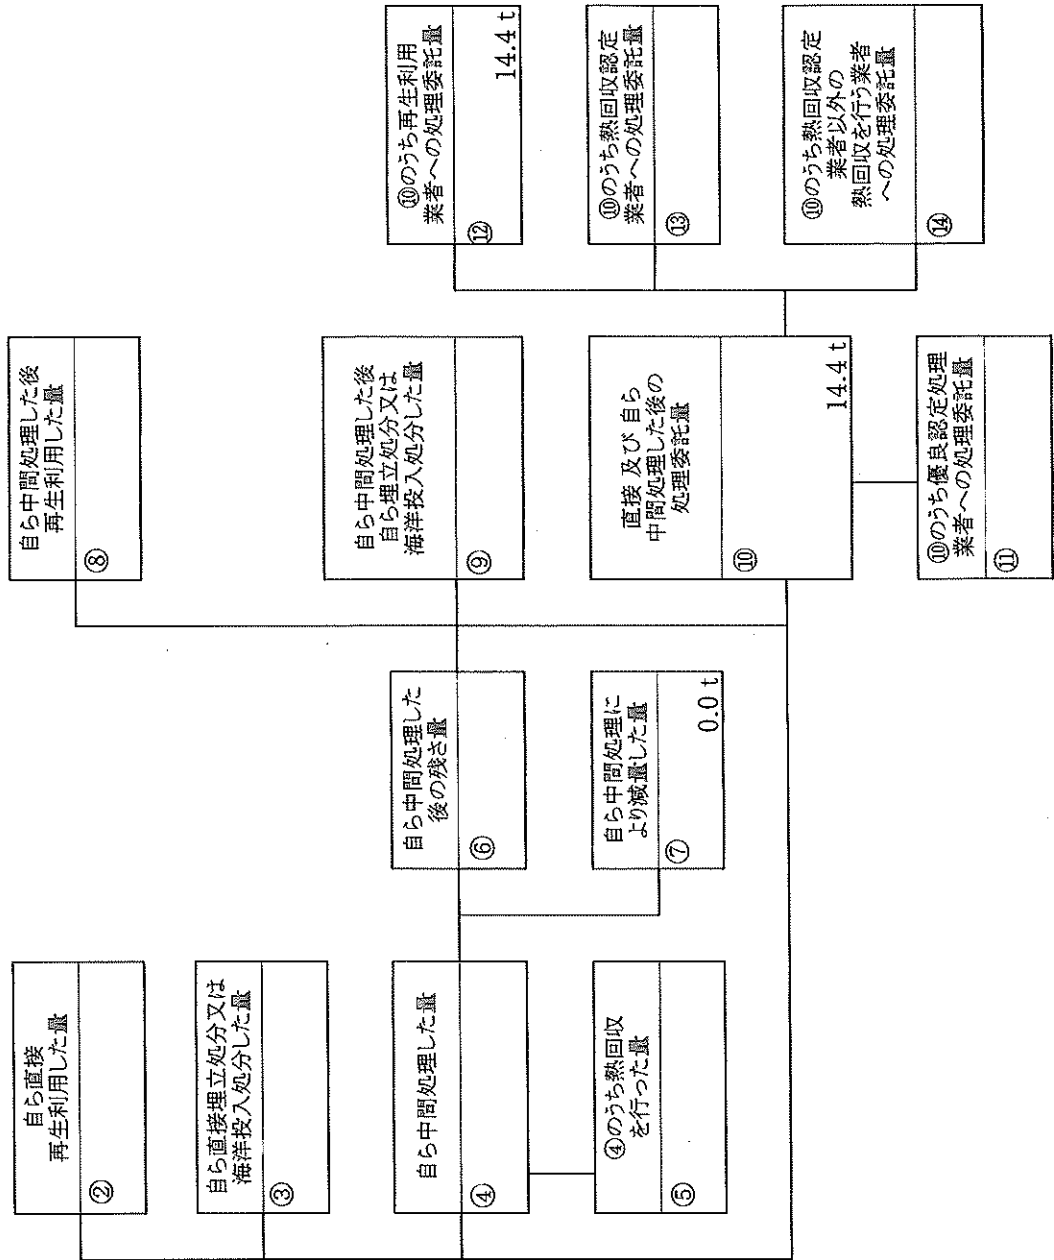 自ら直接
再生利用した量
②
自ら直接埋立処分又は
海洋投入処分した量
③
自ら中間処理した量
④
④のうち熱回収
を行った量
⑤
自ら中間処理した
後の残さ量
⑥
自ら中間処理に
より減量した量
⑦
0.0 t
自ら中間処理した後
再生利用した量
⑧
自ら中間処理した後
自ら埋立処分又は
海洋投入処分した量
⑨
直接 及び 自ら
中間処理した後の
処理委託量
⑩
14.4 t
⑩のうち優良認定処理
業者への処理委託量
⑪
⑩のうち再生利用
業者への処理委託量
⑫
14.4 t
⑩のうち熱回収認定
業者への処理委託量
⑬
⑩のうち熱回収認定
業者以外の
熱回収を行う業者
への処理委託量
⑭